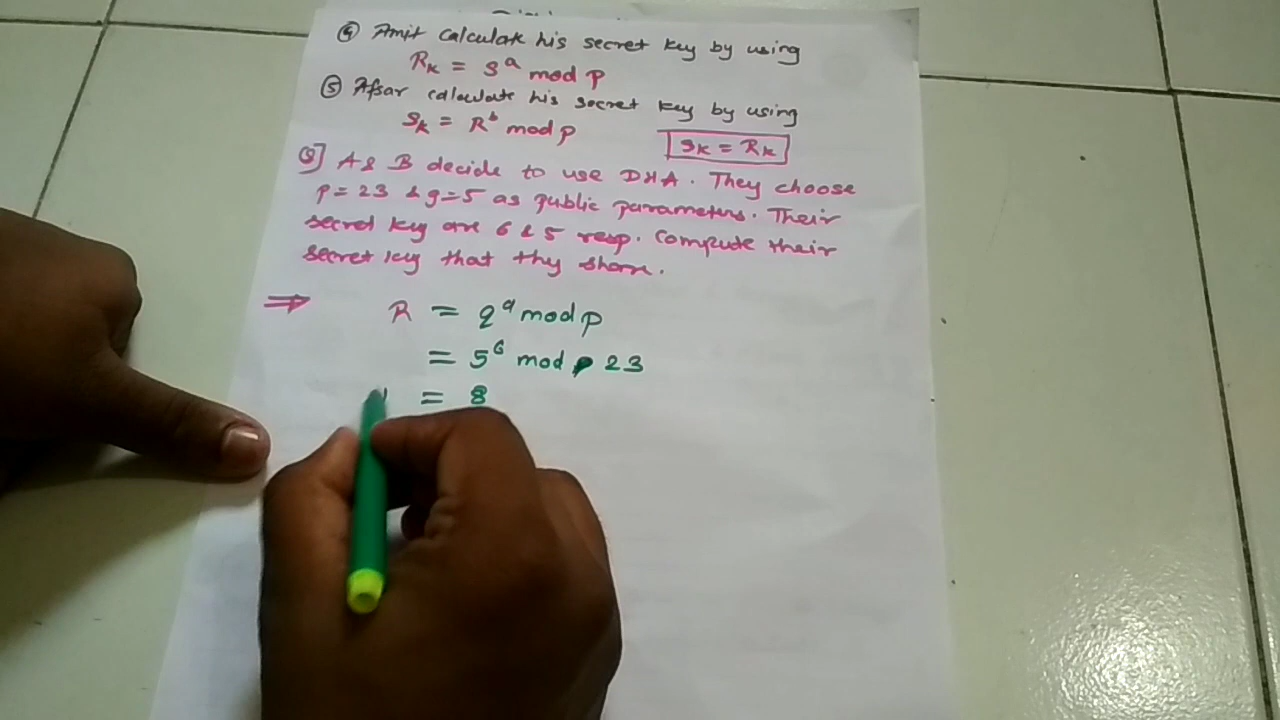 ④ Amit calculate his secret key by using
Rk = S^a mod p
⑤ Afsar calculate his secret key by using
Sk = R^b mod p
Sk = Rk
Q] A & B decide to use DHA. They choose
p = 23 & g = 5 as public parameters. Their
secret key are 6 & 5 resp. Compute their
secret key that thy share.
⇒ R = g^a mod p
= 5^6 mod 23
= 8